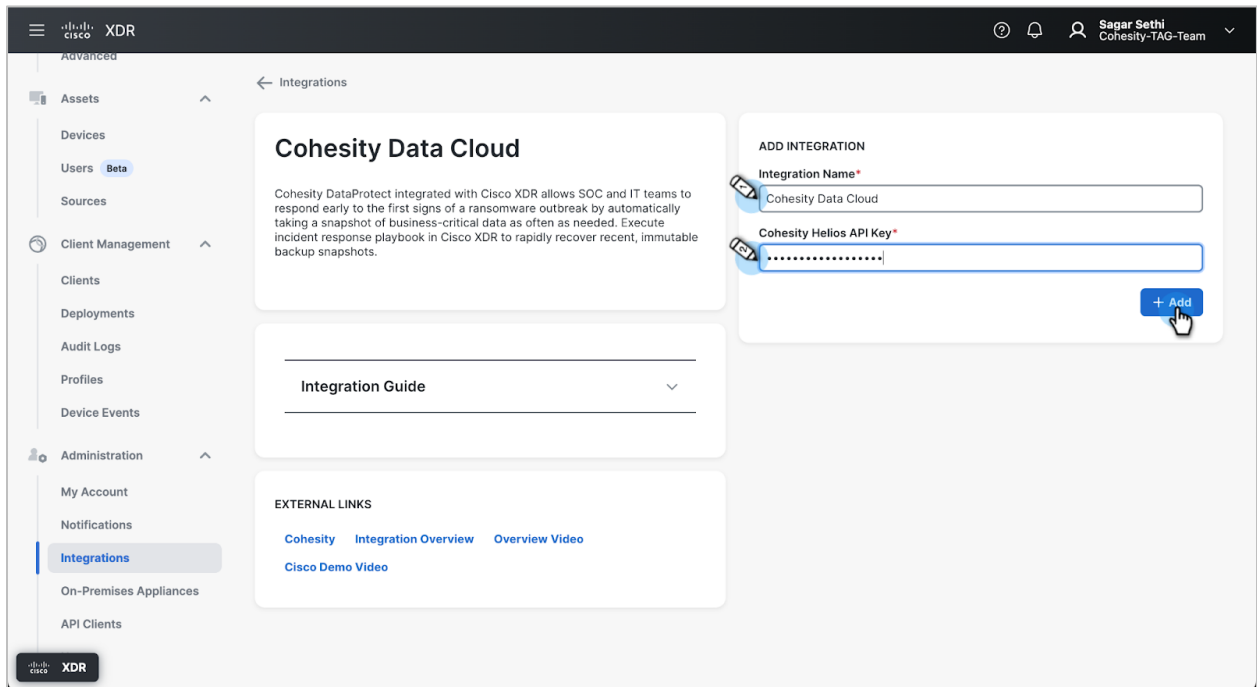 cisco XDR
Sagar Sethi
Cohesity-TAG-Team
Advanced
Assets
Devices
Users Beta
Sources
Client Management
Clients
Deployments
Audit Logs
Profiles
Device Events
Administration
My Account
Notifications
Integrations
On-Premises Appliances
API Clients
cisco XDR
Integrations
Cohesity Data Cloud
Cohesity DataProtect integrated with Cisco XDR allows SOC and IT teams to
respond early to the first signs of a ransomware outbreak by automatically
taking a snapshot of business-critical data as often as needed. Execute
incident response playbook in Cisco XDR to rapidly recover recent, immutable
backup snapshots.
Integration Guide
EXTERNAL LINKS
Cohesity Integration Overview Overview Video
Cisco Demo Video
ADD INTEGRATION
Integration Name*
1
Cohesity Data Cloud
Cohesity Helios API Key*
2
••••••••••••••••••
+ Add